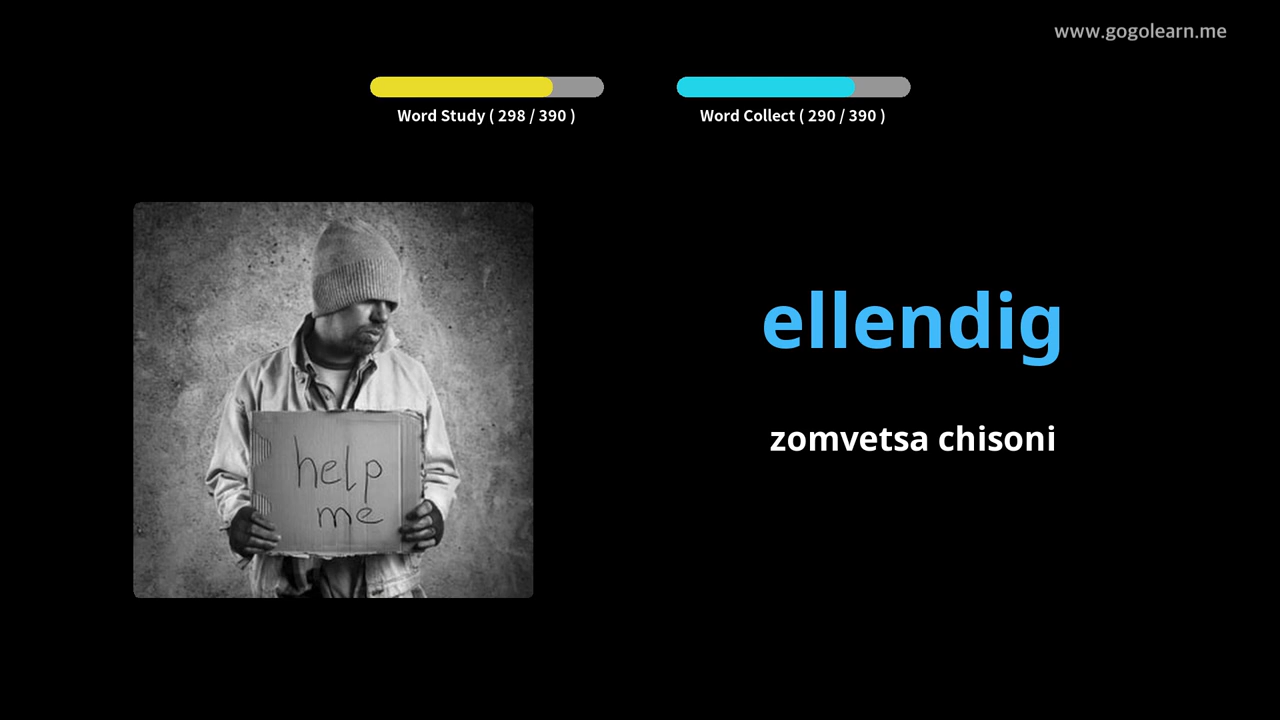 www.gogolearn.me
Word Study ( 298 / 390 )
Word Collect ( 290 / 390 )
ellendig
zomvetsa chisoni
help
me